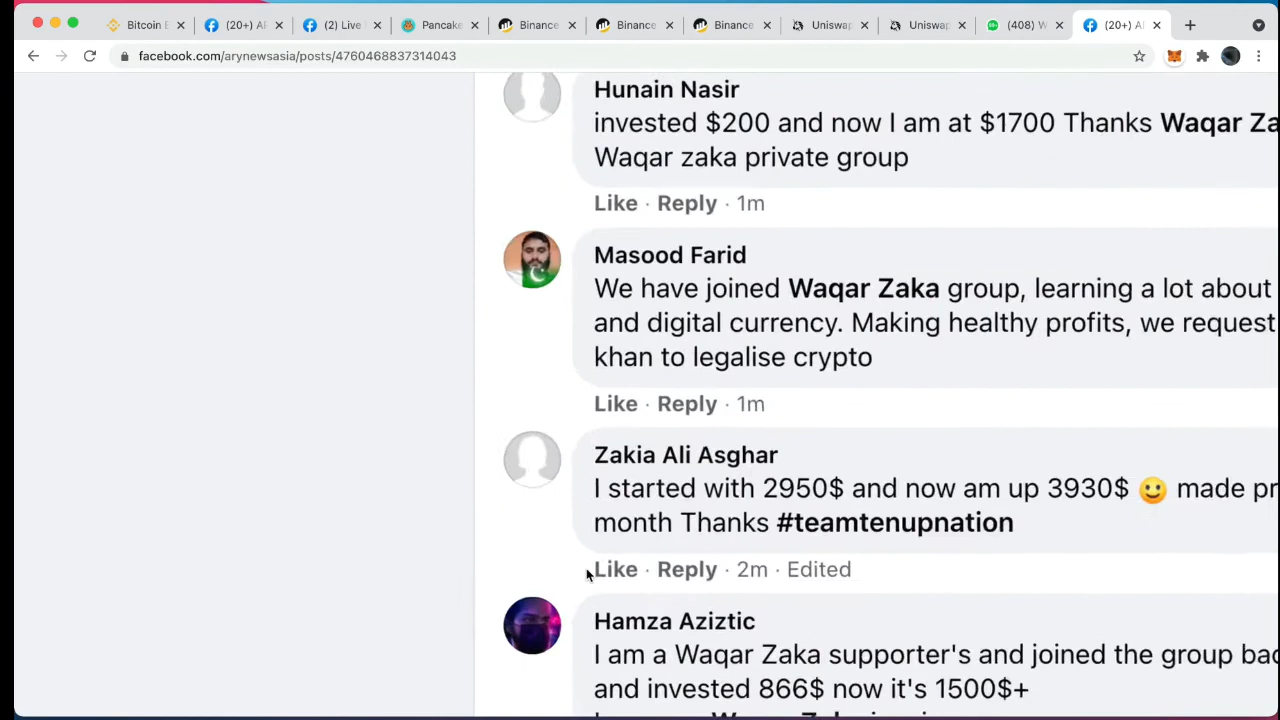 Bitcoin E
(20+) A
(2) Live
Pancake
Binance
Binance
Binance
Uniswap
Uniswap
(408) W
(20+) A
facebook.com/arynewsasia/posts/4760468837314043
Hunain Nasir
invested $200 and now I am at $1700 Thanks Waqar Za
Waqar zaka private group
Like · Reply · 1m
Masood Farid
We have joined Waqar Zaka group, learning a lot about
and digital currency. Making healthy profits, we request
khan to legalise crypto
Like · Reply · 1m
Zakia Ali Asghar
I started with 2950$ and now am up 3930$ 🙂 made pr
month Thanks #teamtenupnation
Like · Reply · 2m · Edited
Hamza Aziztic
I am a Waqar Zaka supporter's and joined the group bac
and invested 866$ now it's 1500$+